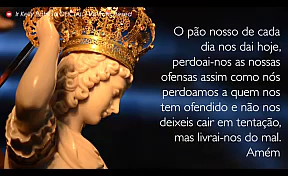 O pão nosso de cada
dia nos dai hoje,
perdoai-nos as nossas
ofensas assim como nós
perdoamos a quem nos
tem ofendido e não nos
deixeis cair em tentação,
mas livrai-nos do mal.
Amém